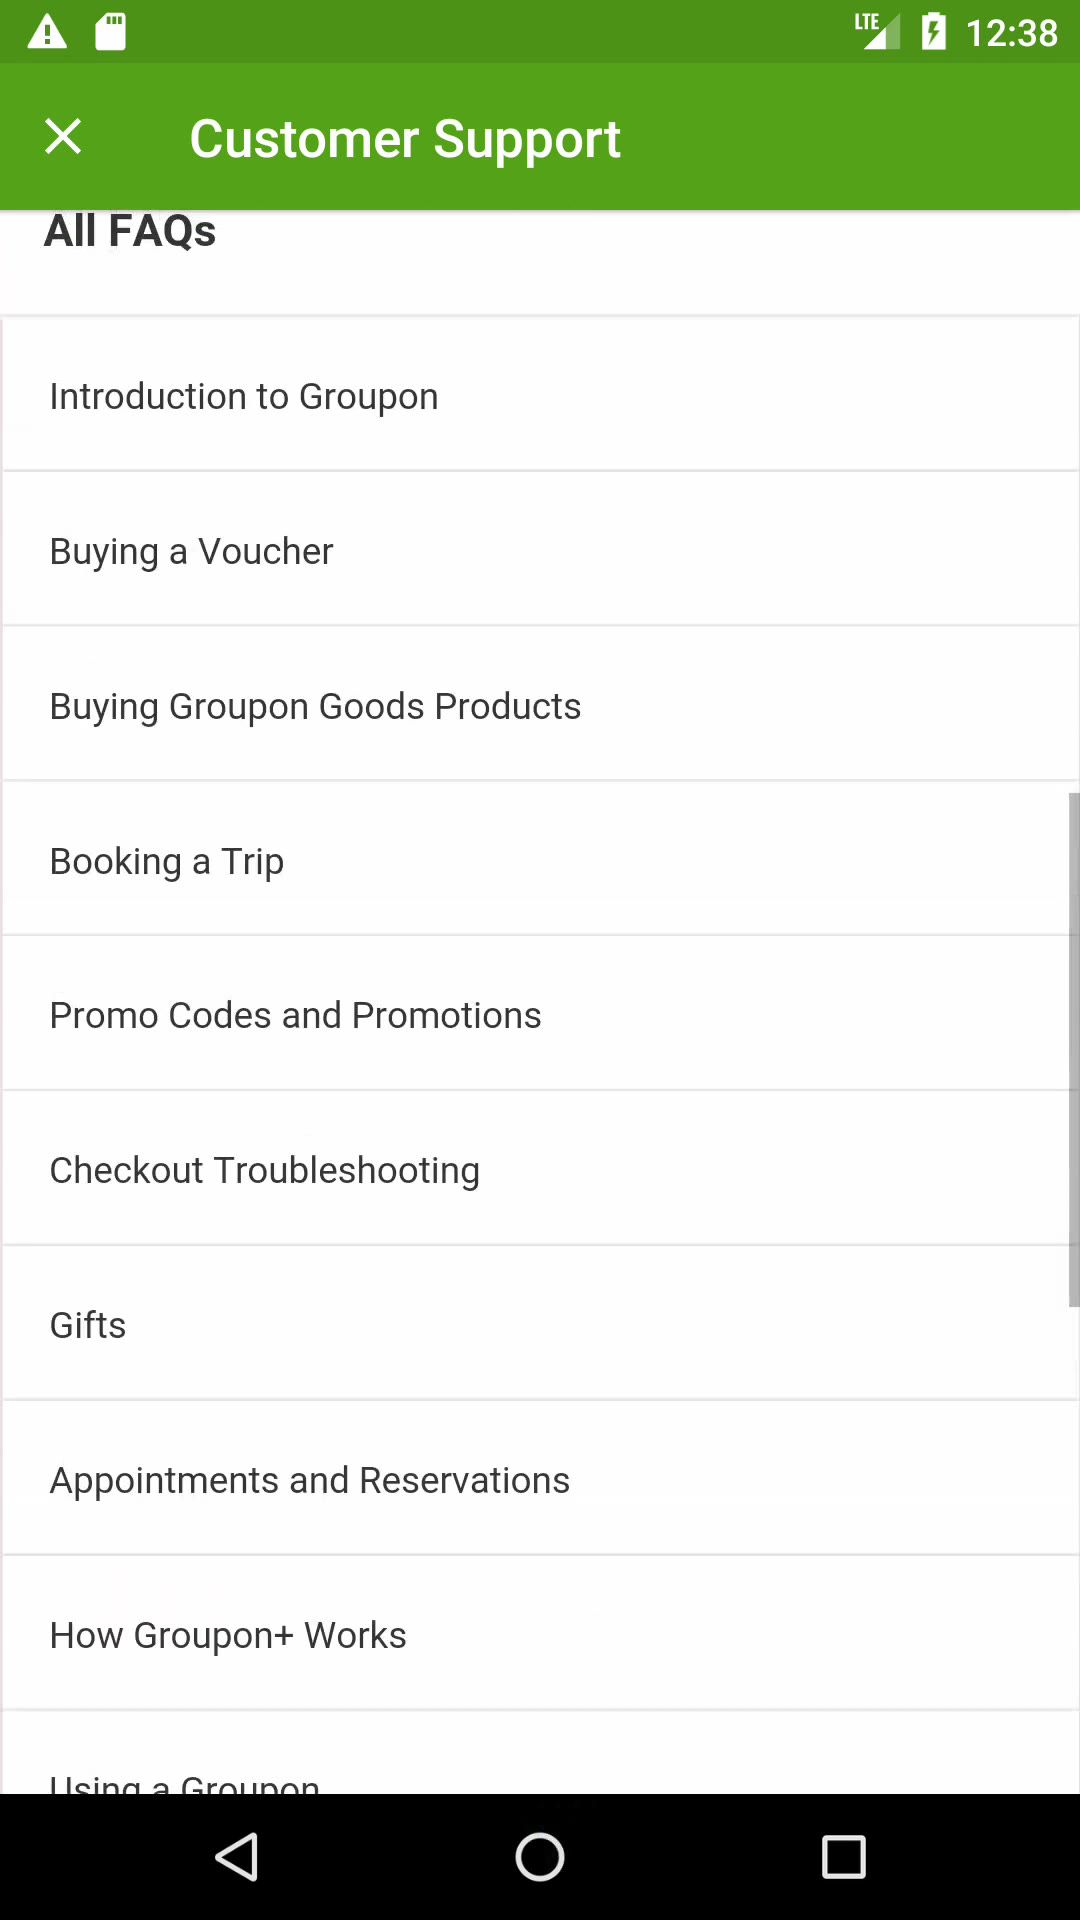 LTE 12:38
Customer Support
All FAQs
Introduction to Groupon
Buying a Voucher
Buying Groupon Goods Products
Booking a Trip
Promo Codes and Promotions
Checkout Troubleshooting
Gifts
Appointments and Reservations
How Groupon+ Works
Using a Groupon